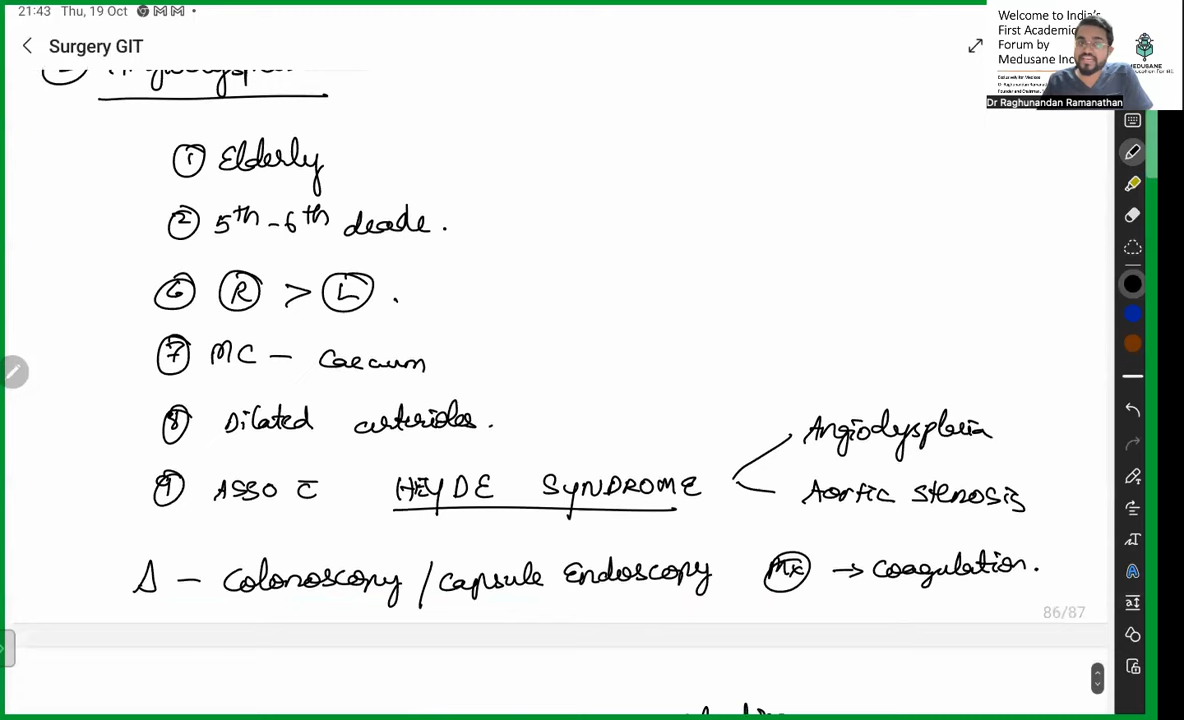 21:43 Thu, 19 Oct
Surgery GIT
Welcome to India's
First Academic
Forum by
Medusane Inc
Dr Raghunandan Ramanathan
① Elderly
② 5th - 6th decade.
⑥ Ⓡ > Ⓛ .
⑦ MC - Caecum
⑧ Dilated arterioles.
⑨ ASSO c̄ HEYDE SYNDROME
Angiodysplasia
Aortic stenosis
Δ - Colonoscopy / Capsule Endoscopy Mx → Coagulation.
86/87